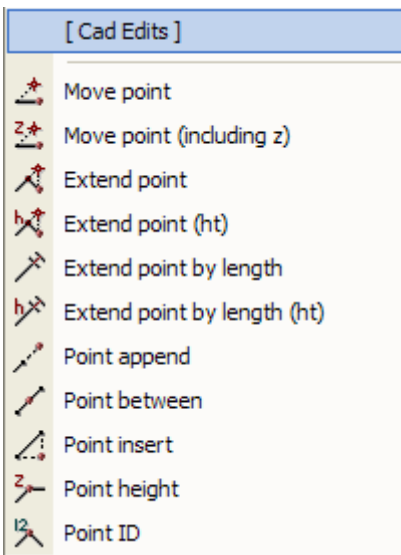 [ Cad Edits ]
Move point
Move point (including z)
Extend point
Extend point (ht)
Extend point by length
Extend point by length (ht)
Point append
Point between
Point insert
Point height
Point ID